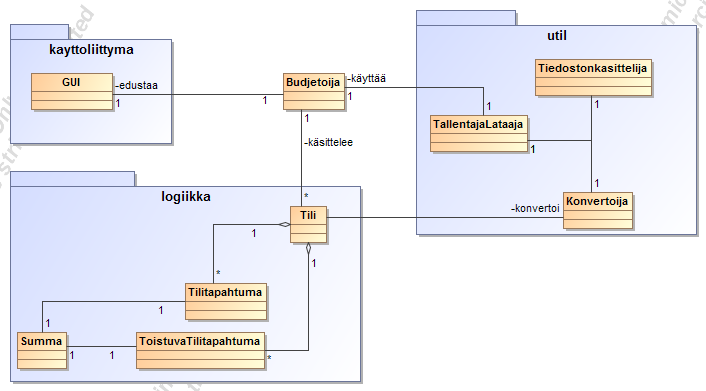 kayttoliittyma
GUI
-edustaa
1
1
Budjetoija
-käyttää
1
1
1
-käsittelee
*
util
Tiedostonkasittelija
TallentajaLataaja
1
1
Konvertoija
-konvertoi
logiikka
Tili
1
1
*
Tilitapahtuma
1
1
Summa
1
1
ToistuvaTilitapahtuma
*